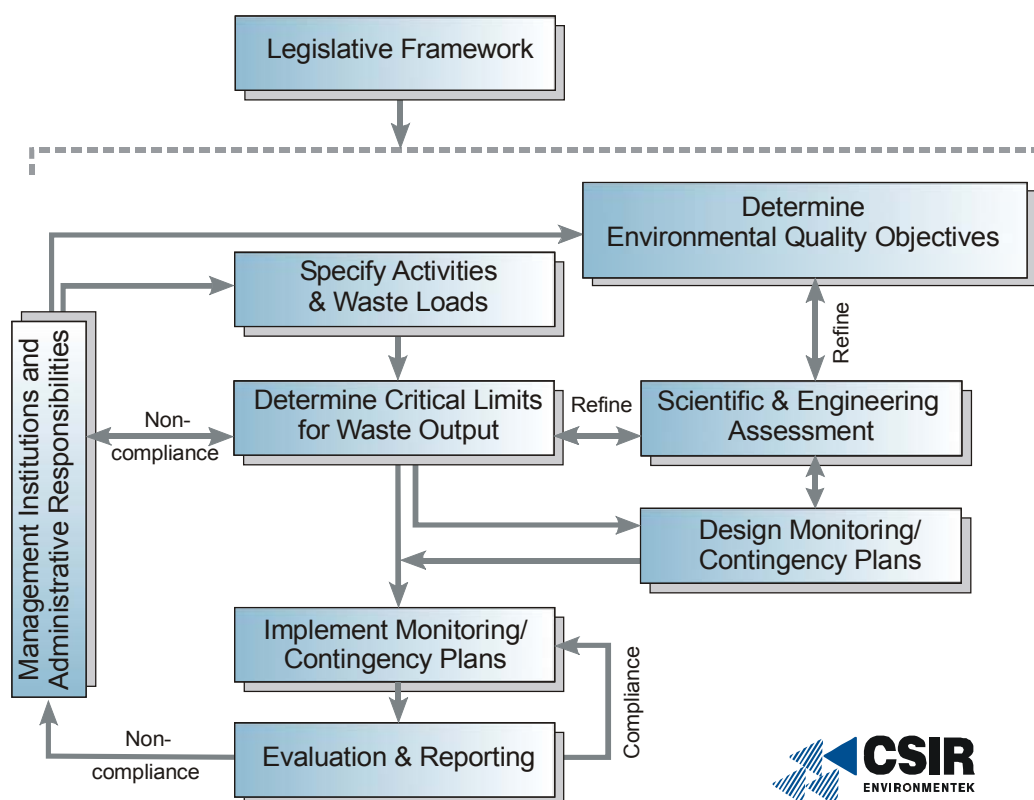 Legislative Framework
Determine
Environmental Quality Objectives
Specify Activities
& Waste Loads
Refine
Management Institutions and
Administrative Responsibilities
Non-
compliance
Determine Critical Limits
for Waste Output
Refine
Scientific & Engineering
Assessment
Design Monitoring/
Contingency Plans
Implement Monitoring/
Contingency Plans
Compliance
Non-
compliance
Evaluation & Reporting
CSIR
ENVIRONMENTEK